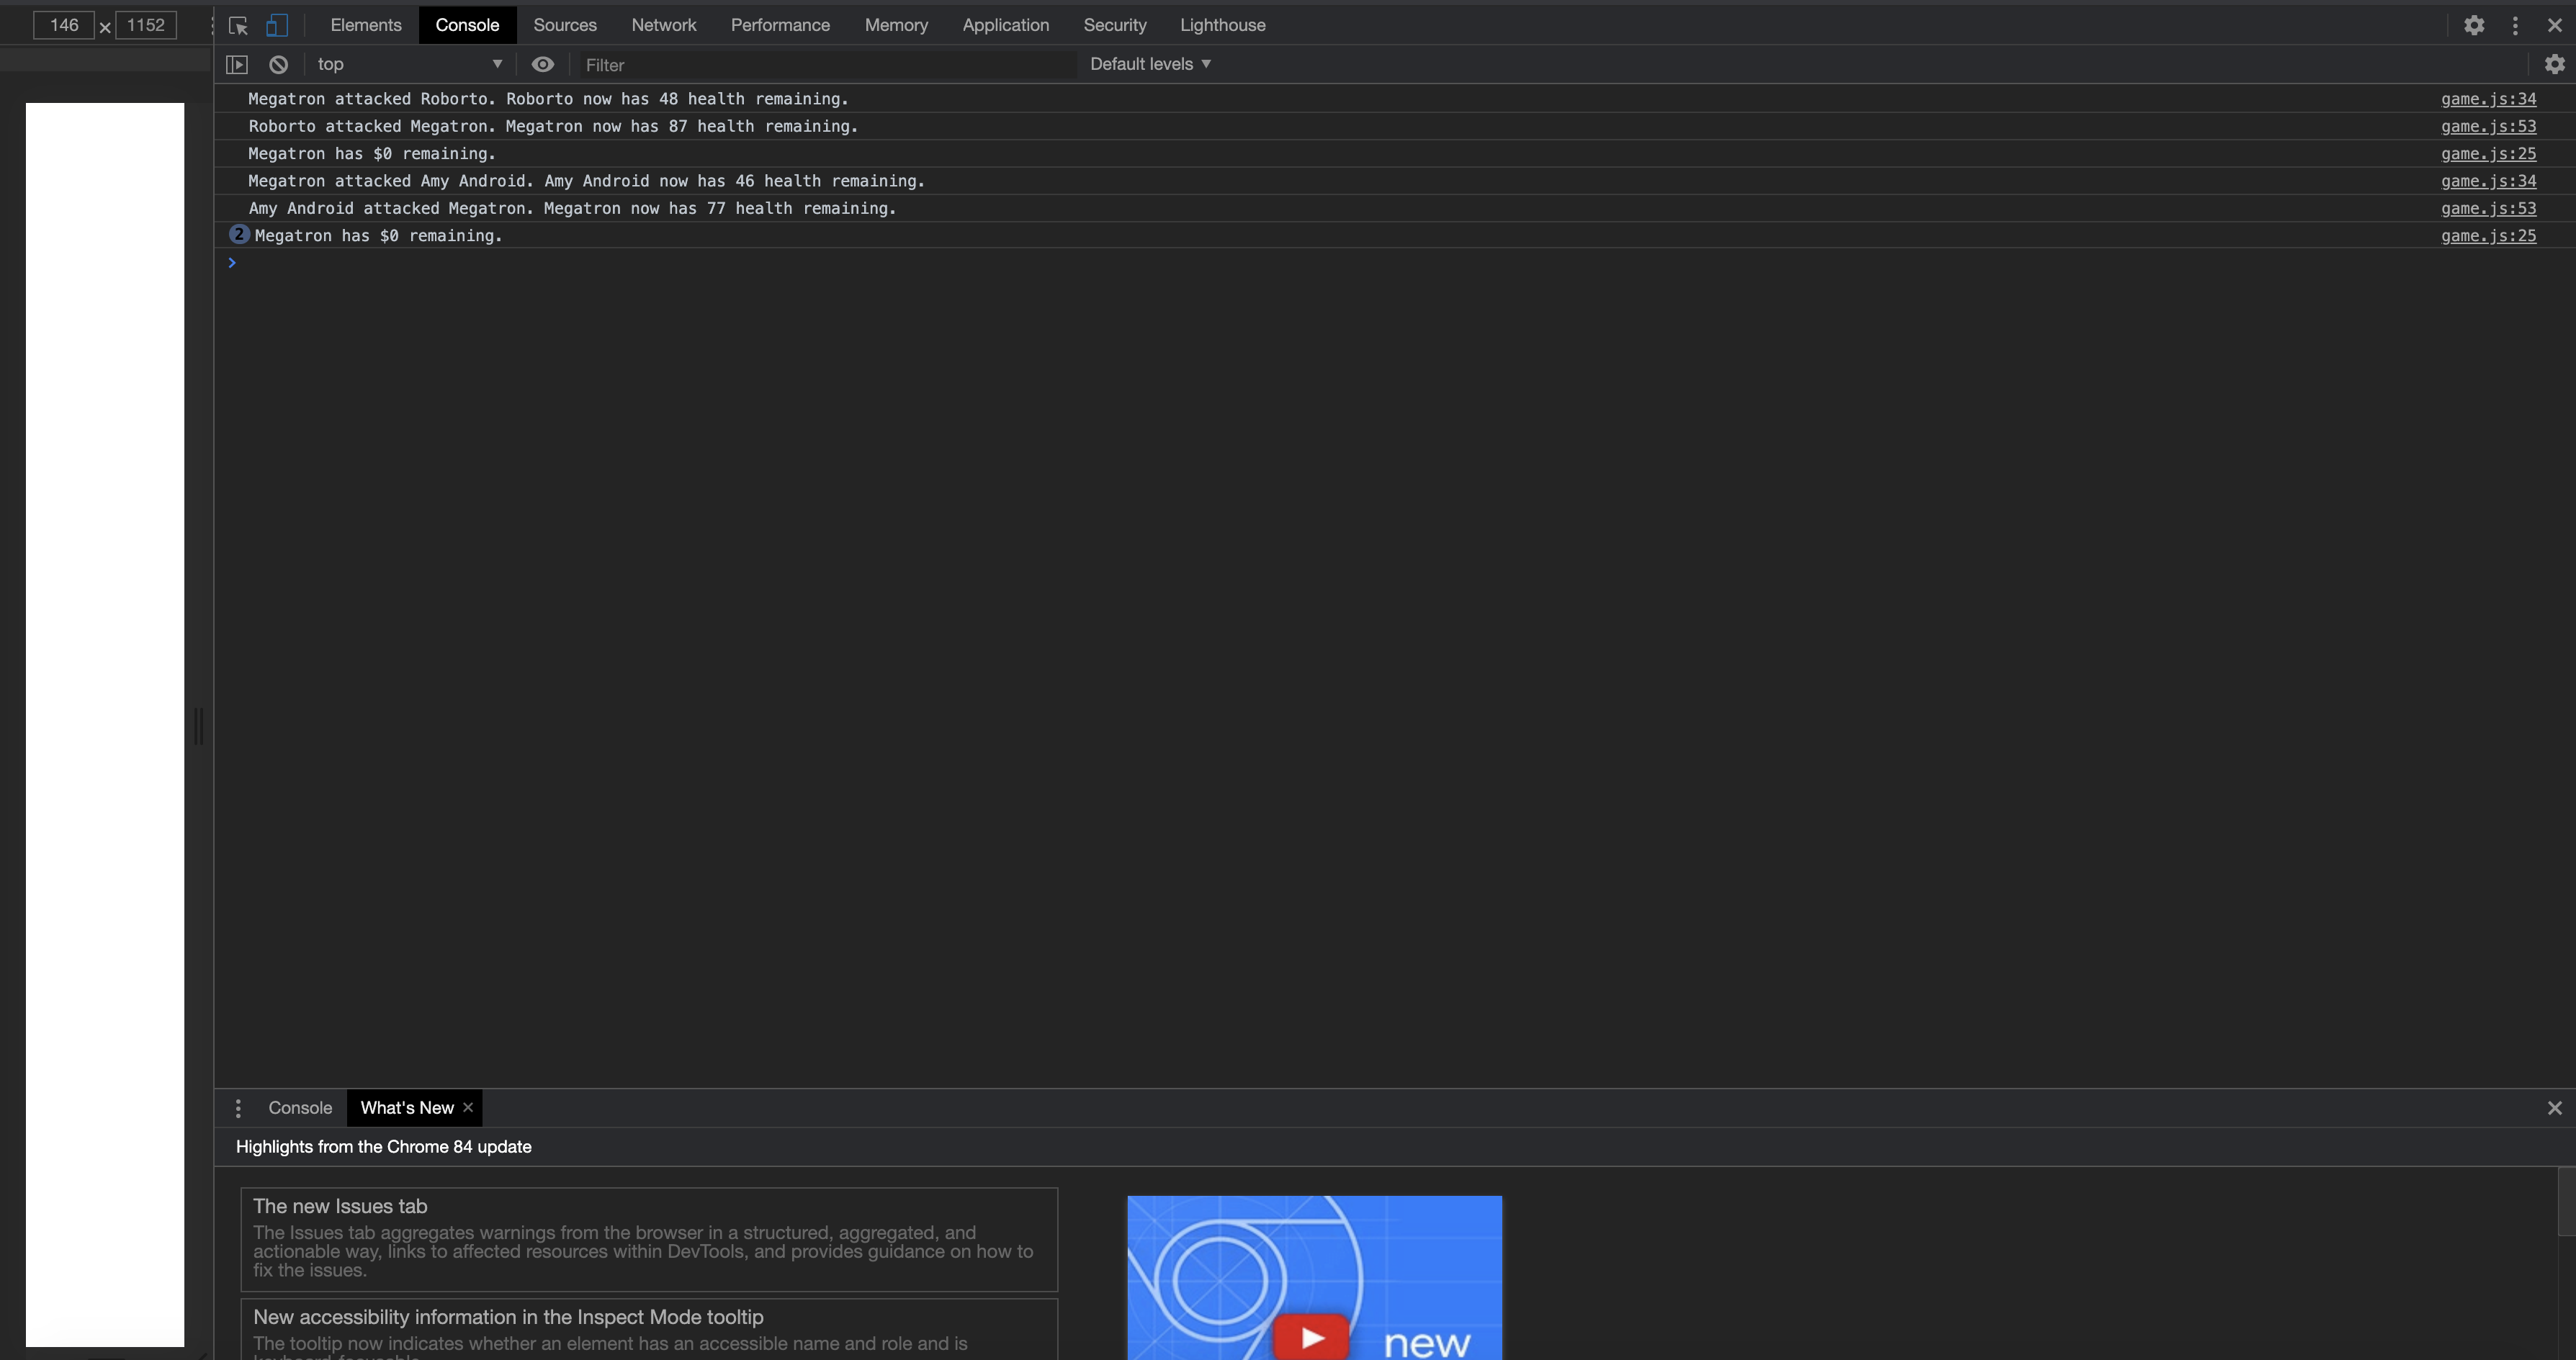 146 × 1152
Elements Console Sources Network Performance Memory Application Security Lighthouse
top Filter Default levels
Megatron attacked Roborto. Roborto now has 48 health remaining. game.js:34
Roborto attacked Megatron. Megatron now has 87 health remaining. game.js:53
Megatron has $0 remaining. game.js:25
Megatron attacked Amy Android. Amy Android now has 46 health remaining. game.js:34
Amy Android attacked Megatron. Megatron now has 77 health remaining. game.js:53
2 Megatron has $0 remaining. game.js:25
Console What's New
Highlights from the Chrome 84 update
The new Issues tab
The Issues tab aggregates warnings from the browser in a structured, aggregated, and
actionable way, links to affected resources within DevTools, and provides guidance on how to
fix the issues.
New accessibility information in the Inspect Mode tooltip
The tooltip now indicates whether an element has an accessible name and role and is
new